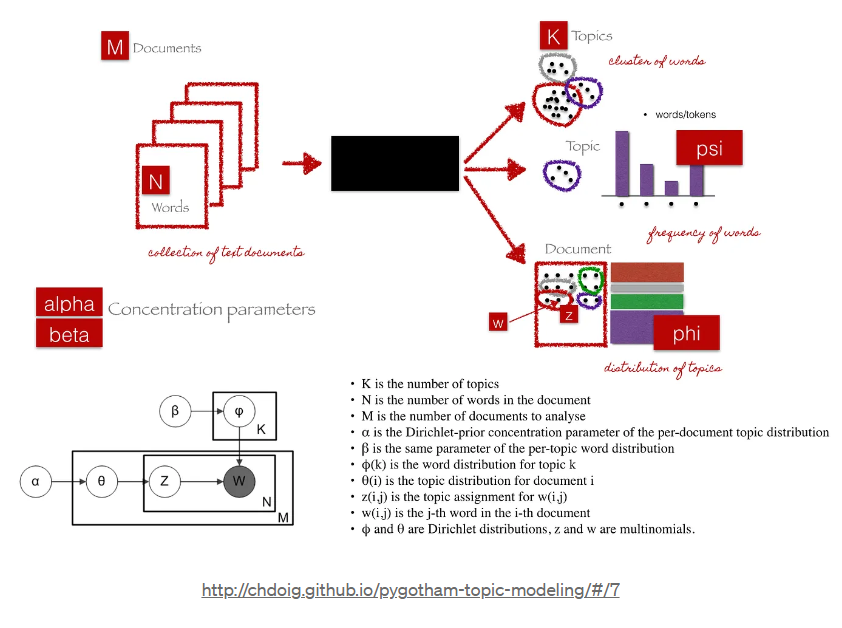 M Documents
N
Words
collection of text documents
K Topics
cluster of words
• words/tokens
Topic
psi
frequency of words
Document
w
z
phi
distribution of topics
alpha
beta
Concentration parameters
β
φ
K
α
θ
Z
W
N
M
• K is the number of topics
• N is the number of words in the document
• M is the number of documents to analyse
• α is the Dirichlet-prior concentration parameter of the per-document topic distribution
• β is the same parameter of the per-topic word distribution
• ϕ(k) is the word distribution for topic k
• θ(i) is the topic distribution for document i
• z(i,j) is the topic assignment for w(i,j)
• w(i,j) is the j-th word in the i-th document
• ϕ and θ are Dirichlet distributions, z and w are multinomials.
http://chdoig.github.io/pygotham-topic-modeling/#/7